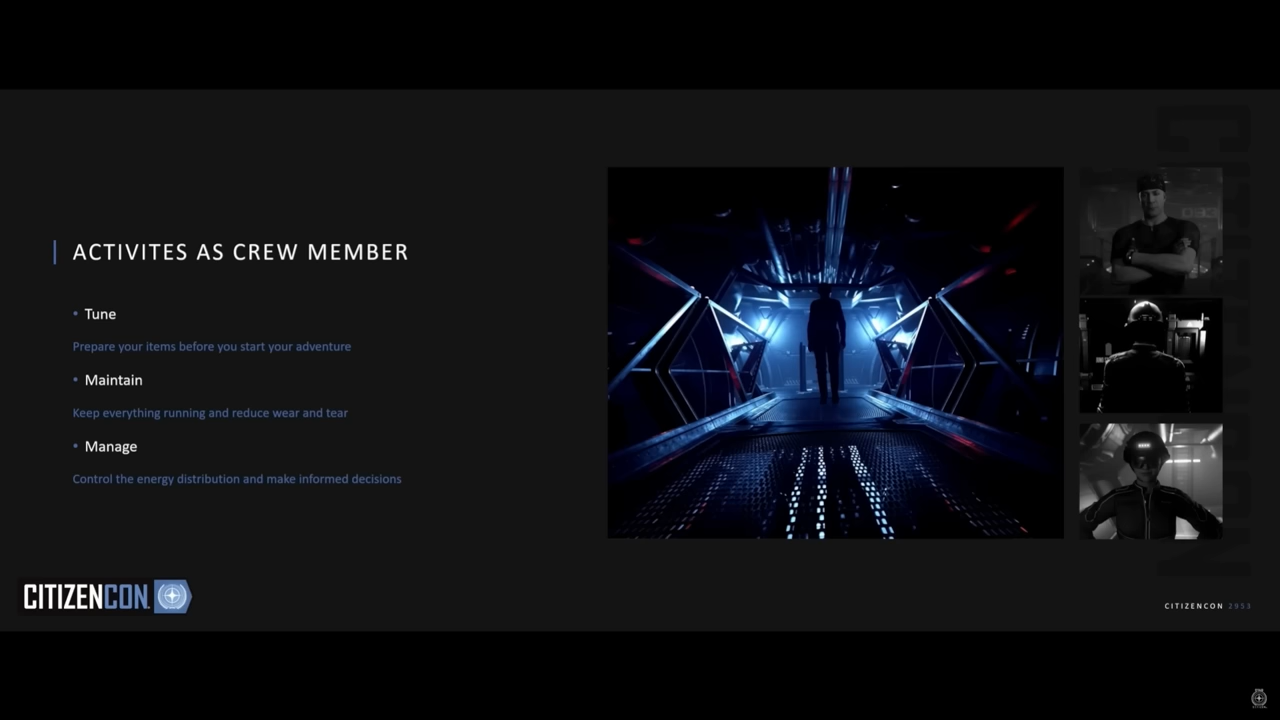 ACTIVITES AS CREW MEMBER
• Tune
Prepare your items before you start your adventure
• Maintain
Keep everything running and reduce wear and tear
• Manage
Control the energy distribution and make informed decisions
CITIZENCON
CITIZENCON 2953